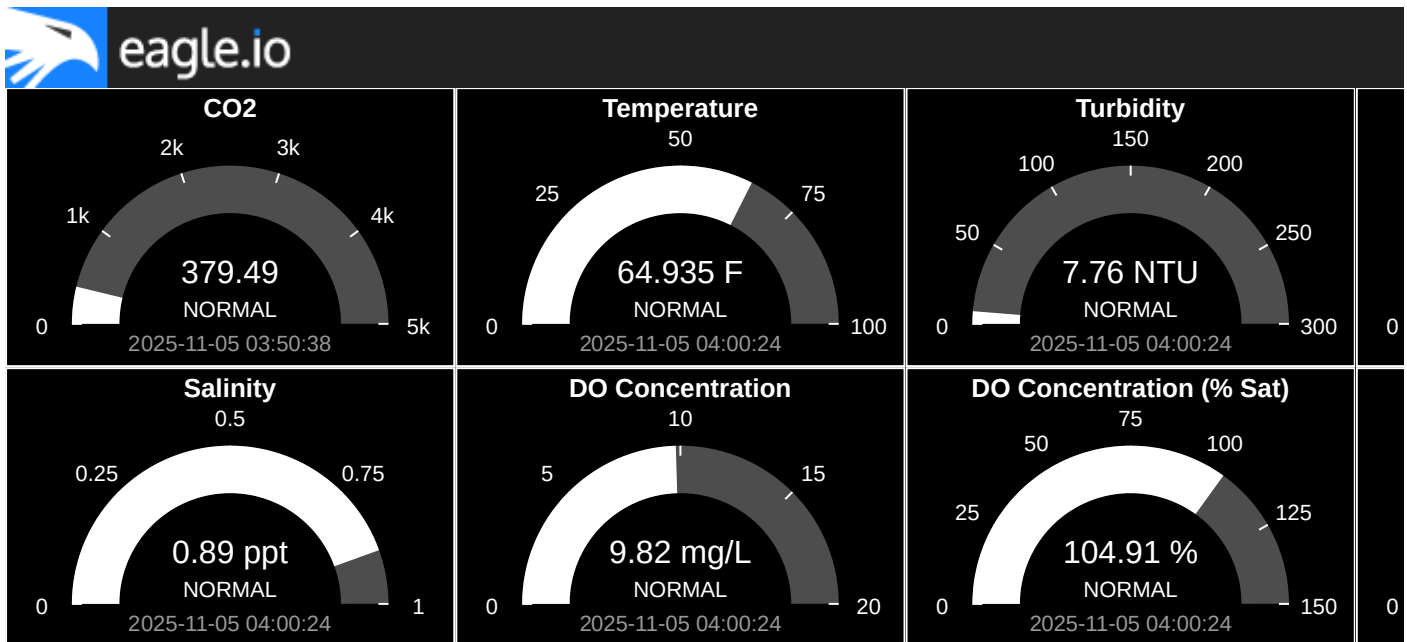 eagle.io
CO2
0
1k
2k
3k
4k
5k
379.49
NORMAL
2025-11-05 03:50:38
Temperature
0
25
50
75
100
64.935 F
NORMAL
2025-11-05 04:00:24
Turbidity
0
50
100
150
200
250
300
7.76 NTU
NORMAL
2025-11-05 04:00:24
0
Salinity
0
0.25
0.5
0.75
1
0.89 ppt
NORMAL
2025-11-05 04:00:24
DO Concentration
0
5
10
15
20
9.82 mg/L
NORMAL
2025-11-05 04:00:24
DO Concentration (% Sat)
0
25
50
75
100
125
150
104.91 %
NORMAL
2025-11-05 04:00:24
0